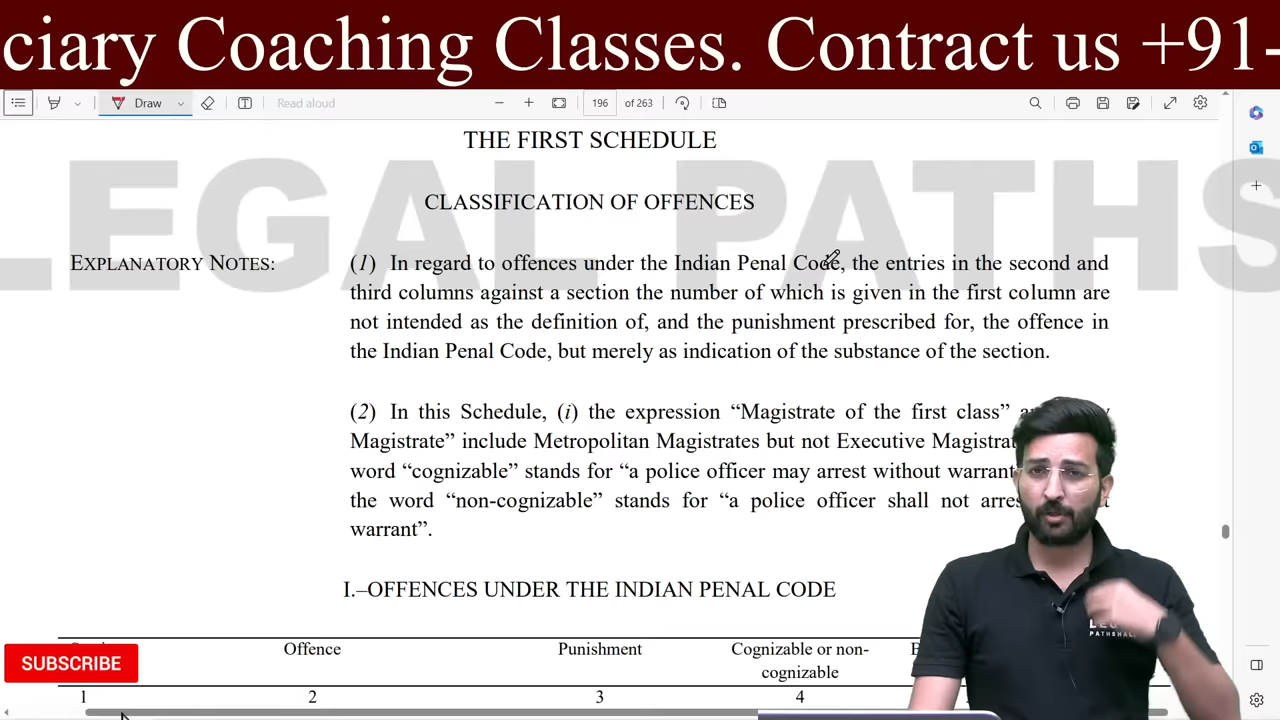 ciary Coaching Classes. Contract us +91-
Draw
Read aloud
196 of 263
THE FIRST SCHEDULE
LEGAL PATHS
CLASSIFICATION OF OFFENCES
EXPLANATORY NOTES: (1) In regard to offences under the Indian Penal Code, the entries in the second and
third columns against a section the number of which is given in the first column are
not intended as the definition of, and the punishment prescribed for, the offence in
the Indian Penal Code, but merely as indication of the substance of the section.
(2) In this Schedule, (i) the expression “Magistrate of the first class”
Magistrate” include Metropolitan Magistrates but not Executive
word “cognizable” stands for “a police officer may arrest without warrant
the word “non-cognizable” stands for “a police officer shall not
warrant”.
I.–OFFENCES UNDER THE INDIAN PENAL CODE
Offence Punishment Cognizable or non-
cognizable
1 2 3 4
SUBSCRIBE
LEG
PATHSHAL